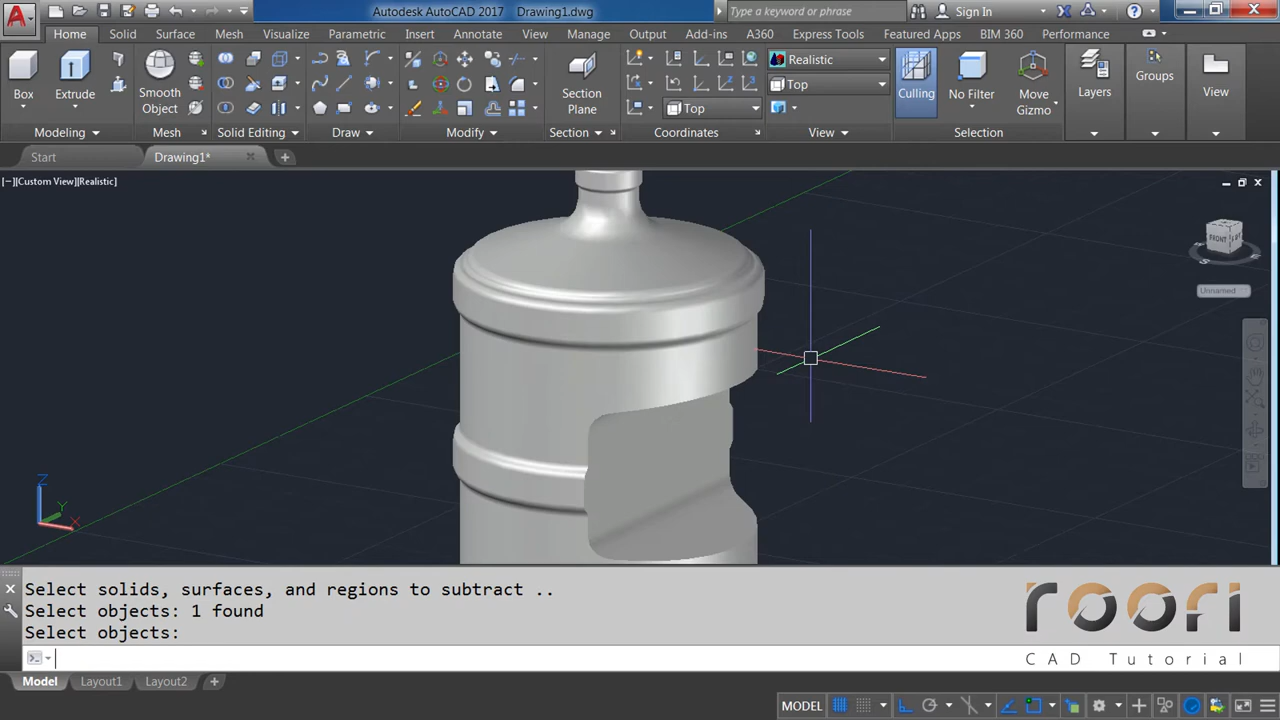 Autodesk AutoCAD 2017 Drawing1.dwg
Type a keyword or phrase
Sign In
Home Solid Surface Mesh Visualize Parametric Insert Annotate View Manage Output Add-ins A360 Express Tools Featured Apps BIM 360 Performance
Box
Extrude
Smooth
Object
Section
Plane
Realistic
Top
Top
Culling
No Filter
Move
Gizmo
Layers
Groups
View
Modeling
Mesh
Solid Editing
Draw
Modify
Section
Coordinates
View
Selection
Start
Drawing1*
[−][Custom View][Realistic]
FRONT
S
E
Unnamed
Z
Y
X
Select solids, surfaces, and regions to subtract ..
Select objects: 1 found
Select objects:
roori
CAD Tutorial
Model Layout1 Layout2
MODEL